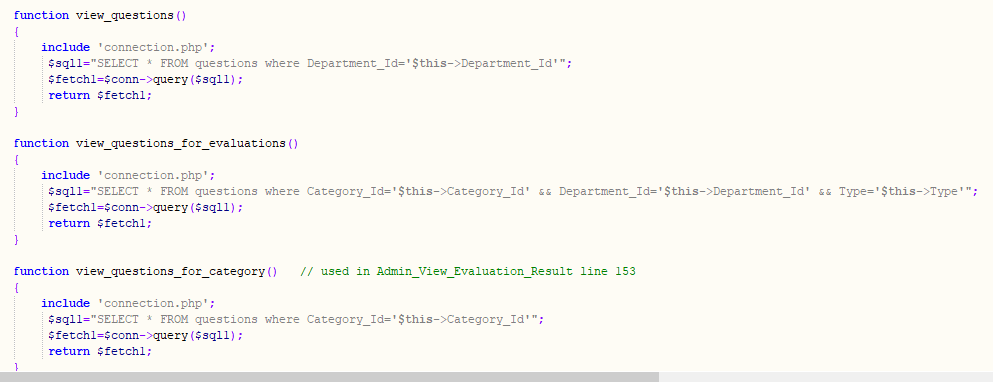 function view_questions()
{
include 'connection.php';
$sql1="SELECT * FROM questions where Department_Id='$this->Department_Id'";
$fetch1=$conn->query($sql1);
return $fetch1;
}
function view_questions_for_evaluations()
{
include 'connection.php';
$sql1="SELECT * FROM questions where Category_Id='$this->Category_Id' && Department_Id='$this->Department_Id' && Type='$this->Type'";
$fetch1=$conn->query($sql1);
return $fetch1;
}
function view_questions_for_category()   // used in Admin_View_Evaluation_Result line 153
{
include 'connection.php';
$sql1="SELECT * FROM questions where Category_Id='$this->Category_Id'";
$fetch1=$conn->query($sql1);
return $fetch1;
}